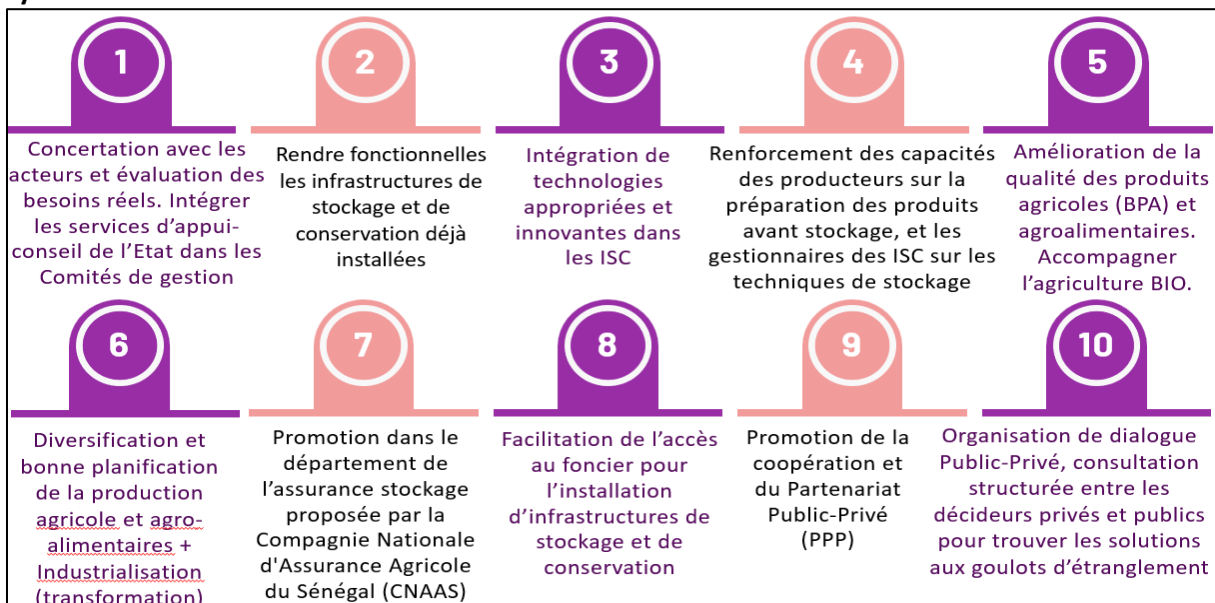 1
Concertation avec les
acteurs et évaluation des
besoins réels. Intégrer
les services d’appui-
conseil de l’Etat dans les
Comités de gestion
2
Rendre fonctionnelles
les infrastructures de
stockage et de
conservation déjà
installées
3
Intégration de
technologies
appropriées et
innovantes dans
les ISC
4
Renforcement des capacités
des producteurs sur la
préparation des produits
avant stockage, et les
gestionnaires des ISC sur les
techniques de stockage
5
Amélioration de la
qualité des produits
agricoles (BPA) et
agroalimentaires.
Accompagner
l’agriculture BIO.
6
Diversification et
bonne planification
de la production
agricole et agro-
alimentaires +
Industrialisation
(transformation)
7
Promotion dans le
département de
l’assurance stockage
proposée par la
Compagnie Nationale
d'Assurance Agricole
du Sénégal (CNAAS)
8
Facilitation de l’accès
au foncier pour
l’installation
d’infrastructures de
stockage et de
conservation
9
Promotion de la
coopération et
du Partenariat
Public-Privé
(PPP)
10
Organisation de dialogue
Public-Privé, consultation
structurée entre les
décideurs privés et publics
pour trouver les solutions
aux goulots d’étranglement